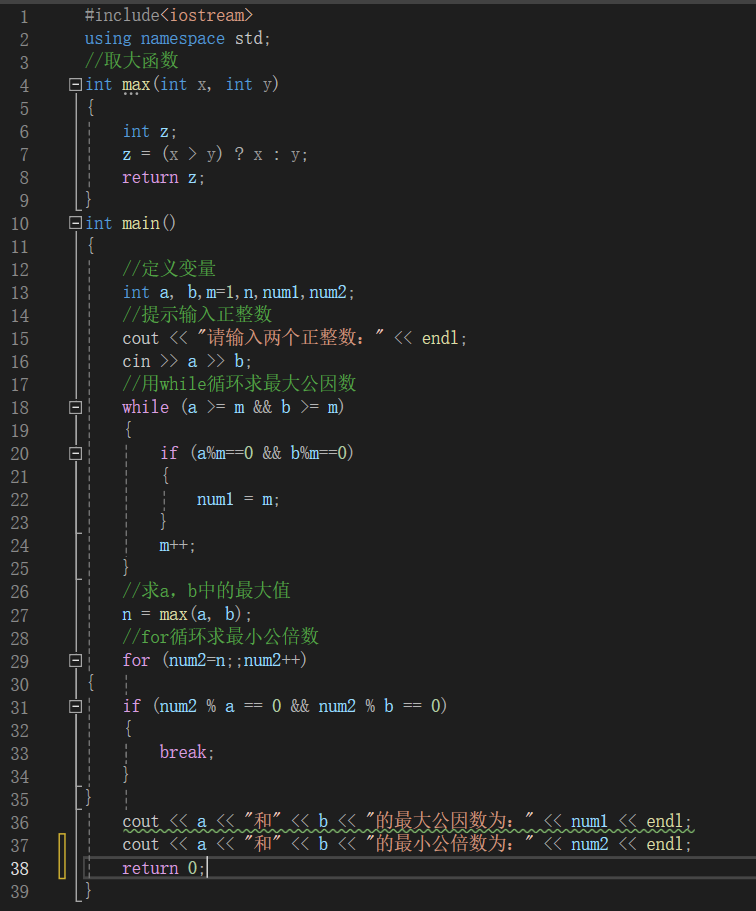 1 #include<iostream>
2 using namespace std;
3 //取大函数
4 int max(int x, int y)
5 {
6 int z;
7 z = (x > y) ? x : y;
8 return z;
9 }
10 int main()
11 {
12 //定义变量
13 int a, b,m=1,n,num1,num2;
14 //提示输入正整数
15 cout << "请输入两个正整数：" << endl;
16 cin >> a >> b;
17 //用while循环求最大公因数
18 while (a >= m && b >= m)
19 {
20 if (a%m==0 && b%m==0)
21 {
22 num1 = m;
23 }
24 m++;
25 }
26 //求a，b中的最大值
27 n = max(a, b);
28 //for循环求最小公倍数
29 for (num2=n;;num2++)
30 {
31 if (num2 % a == 0 && num2 % b == 0)
32 {
33 break;
34 }
35 }
36 cout << a << "和" << b << "的最大公因数为：" << num1 << endl;
37 cout << a << "和" << b << "的最小公倍数为：" << num2 << endl;
38 return 0;
39 }